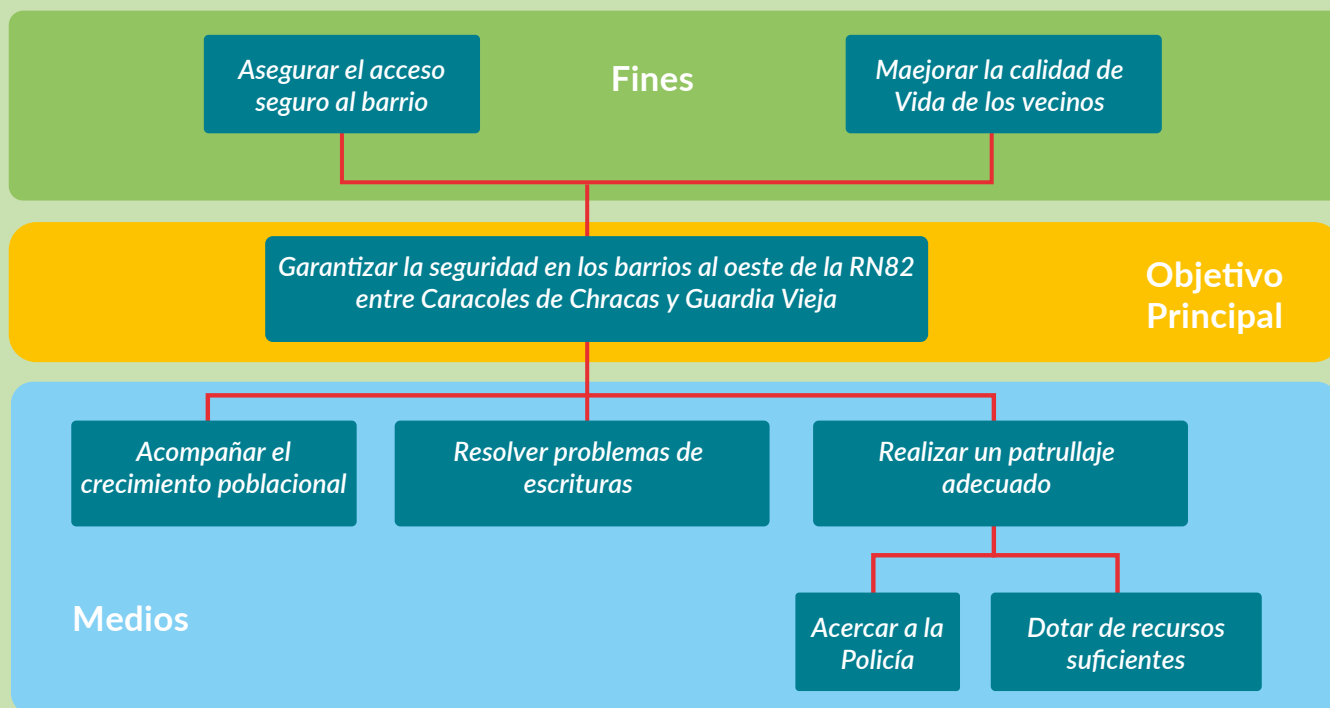 Asegurar el acceso
seguro al barrio
Fines
Maejorar la calidad de
Vida de los vecinos
Garantizar la seguridad en los barrios al oeste de la RN82
entre Caracoles de Chracas y Guardia Vieja
Objetivo
Principal
Acompañar el
crecimiento poblacional
Resolver problemas de
escrituras
Realizar un patrullaje
adecuado
Medios
Acercar a la
Policía
Dotar de recursos
suficientes